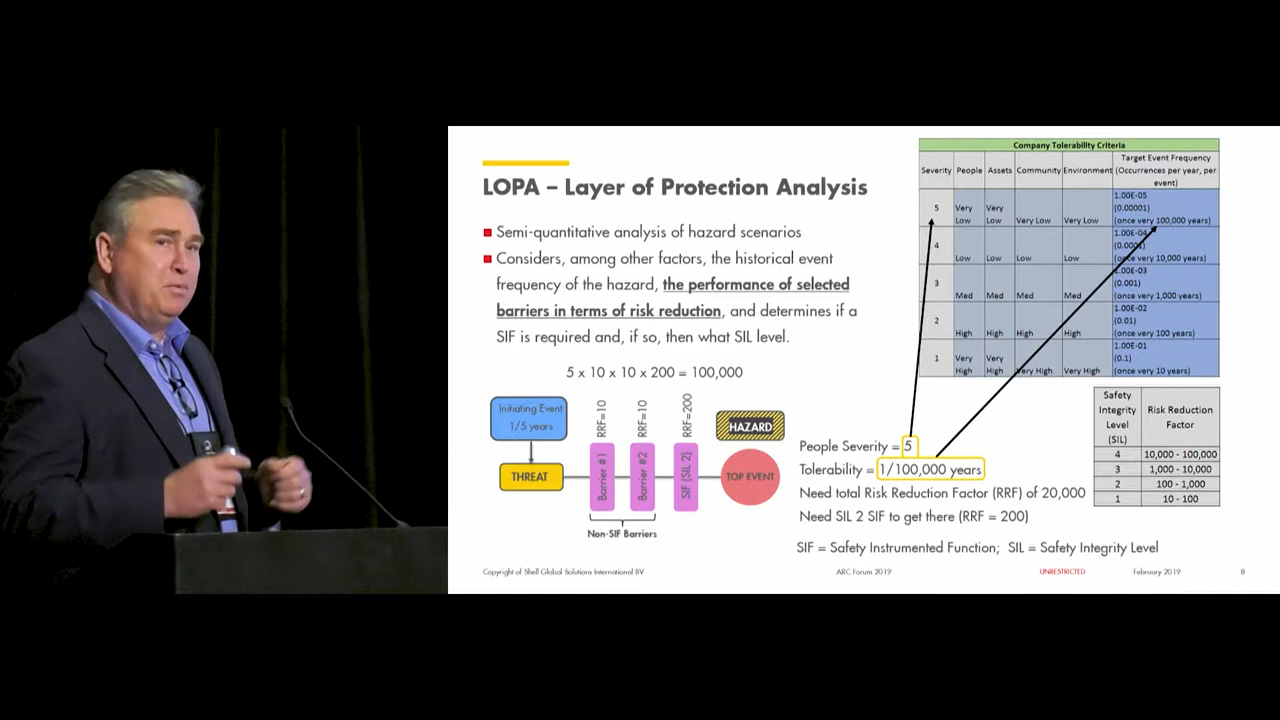 LOPA – Layer of Protection Analysis
Semi-quantitative analysis of hazard scenarios
Considers, among other factors, the historical event
frequency of the hazard, the performance of selected
barriers in terms of risk reduction, and determines if a
SIF is required and, if so, then what SIL level.
5 x 10 x 10 x 200 = 100,000
Initiating Event
1/5 years
THREAT
RRF=10
Barrier #1
RRF=10
Barrier #2
RRF=200
SIF (SIL 2)
HAZARD
TOP EVENT
Non-SIF Barriers
Company Tolerability Criteria
Severity People Assets Community Environment Target Event Frequency
(Occurrences per year, per
event)
5 Very Low Very Low Very Low Very Low 1.00E-05
(0.00001)
(once very 100,000 years)
4 Low Low Low Low 1.00E-04
(0.0001)
(once very 10,000 years)
3 Med Med Med Med 1.00E-03
(0.001)
(once very 1,000 years)
2 High High High High 1.00E-02
(0.01)
(once very 100 years)
1 Very High Very High Very High Very High 1.00E-01
(0.1)
(once very 10 years)
Safety
Integrity
Level
(SIL)
Risk Reduction
Factor
4 10,000 - 100,000
3 1,000 - 10,000
2 100 - 1,000
1 10 - 100
People Severity = 5
Tolerability = 1/100,000 years
Need total Risk Reduction Factor (RRF) of 20,000
Need SIL 2 SIF to get there (RRF = 200)
SIF = Safety Instrumented Function; SIL = Safety Integrity Level
Copyright of Shell Global Solutions International BV
ARC Forum 2019
UNRESTRICTED
February 2019
8